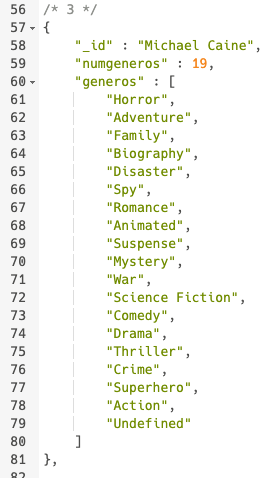 56 /* 3 */
57 {
58     "_id" : "Michael Caine",
59     "numgeneros" : 19,
60     "generos" : [
61         "Horror",
62         "Adventure",
63         "Family",
64         "Biography",
65         "Disaster",
66         "Spy",
67         "Romance",
68         "Animated",
69         "Suspense",
70         "Mystery",
71         "War",
72         "Science Fiction",
73         "Comedy",
74         "Drama",
75         "Thriller",
76         "Crime",
77         "Superhero",
78         "Action",
79         "Undefined"
80     ]
81 },
82